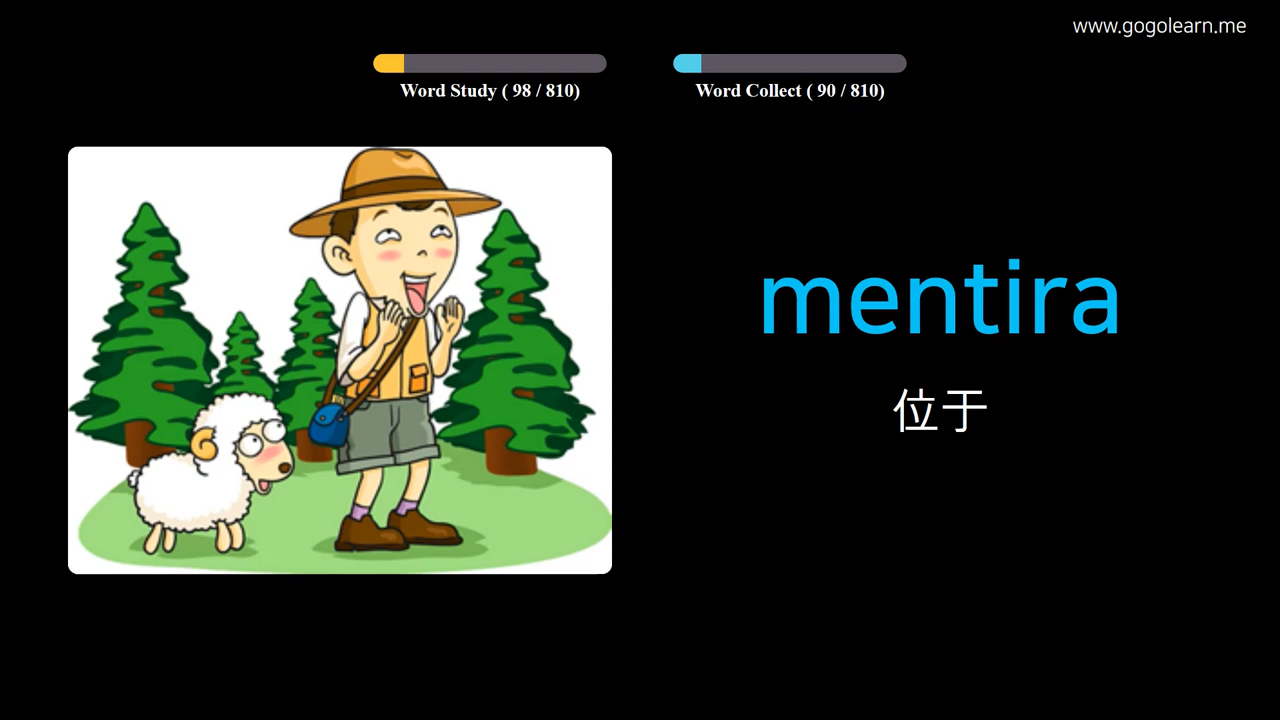 www.gogolearn.me
Word Study ( 98 / 810)
Word Collect ( 90 / 810)
mentira
位于